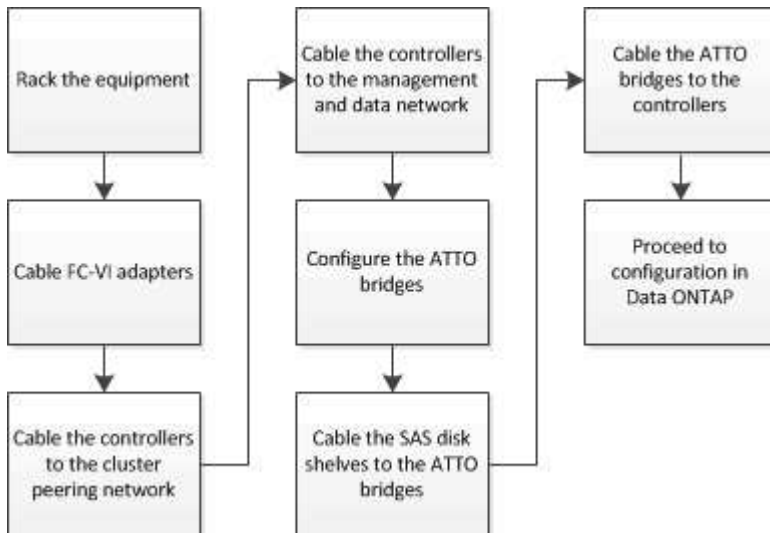 Rack the equipment
Cable FC-VI adapters
Cable the controllers
to the cluster
peering network
Cable the controllers
to the management
and data network
Configure the ATTO
bridges
Cable the SAS disk
shelves to the ATTO
bridges
Cable the ATTO
bridges to the
controllers
Proceed to
configuration in
Data ONTAP